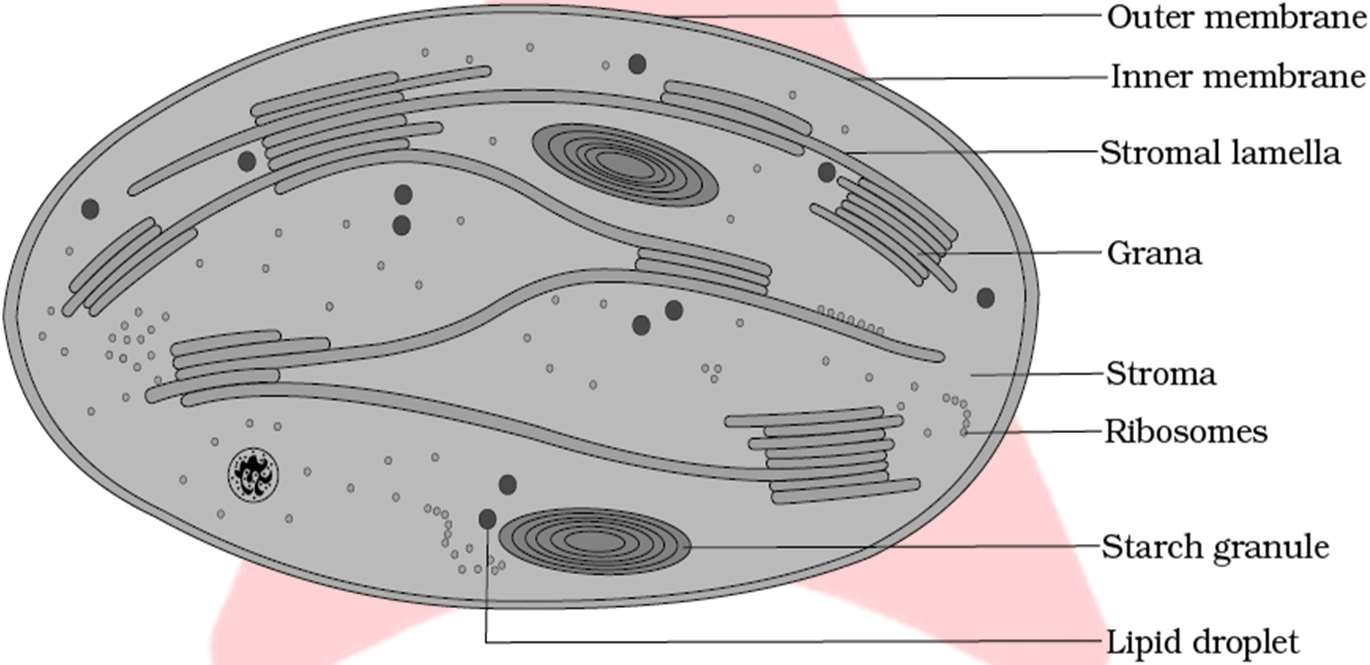 Outer membrane
Inner membrane
Stromal lamella
Grana
Stroma
Ribosomes
Starch granule
Lipid droplet